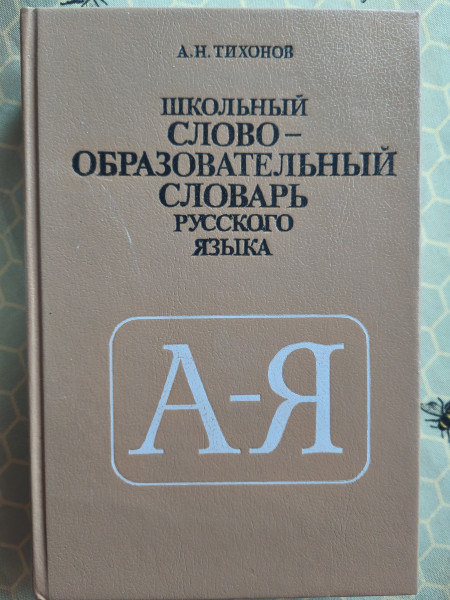 А.Н. ТИХОНОВ
ШКОЛЬНЫЙ
СЛОВО-
ОБРАЗОВАТЕЛЬНЫЙ
СЛОВАРЬ
РУССКОГО
ЯЗЫКА
А-Я